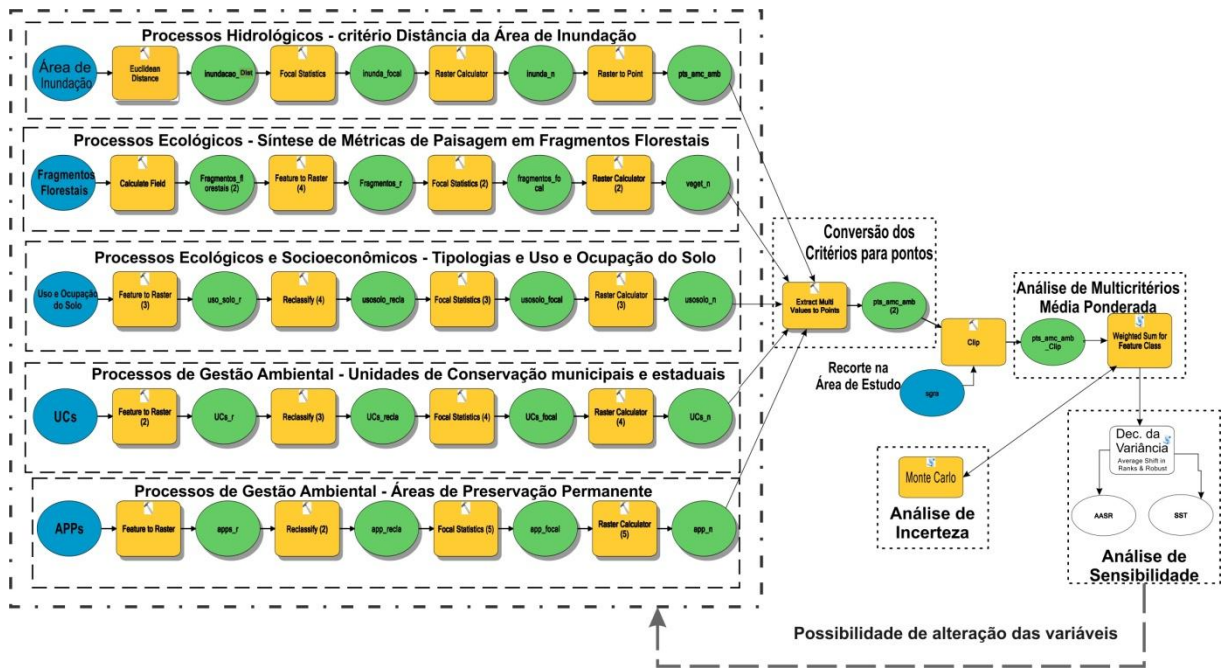 Processos Hidrológicos - critério Distância da Área de Inundação
Área de
Inundação
Euclidean
Distance
inundacao_Dist
Focal Statistics
inunda_focal
Raster Calculator
inunda_n
Raster to Point
pts_amc_amb
Processos Ecológicos - Síntese de Métricas de Paisagem em Fragmentos Florestais
Fragmentos
Florestais
Calculate Field
Fragmentos_fl
orestais (2)
Feature to Raster
(4)
Fragmentos_r
Focal Statistics (2)
fragmentos_fo
cal
Raster Calculator
(2)
veget_n
Processos Ecológicos e Socioeconômicos - Tipologias e Uso e Ocupação do Solo
Uso e Ocupação
do Solo
Feature to Raster
(3)
uso_solo_r
Reclassify (4)
usosolo_recla
Focal Statistics (3)
usosolo_focal
Raster Calculator
(3)
usosolo_n
Processos de Gestão Ambiental - Unidades de Conservação municipais e estaduais
UCs
Feature to Raster
(2)
UCs_r
Reclassify (3)
UCs_recla
Focal Statistics (4)
UCs_focal
Raster Calculator
(4)
UCs_n
Processos de Gestão Ambiental - Áreas de Preservação Permanente
APPs
Feature to Raster
apps_r
Reclassify (2)
app_recla
Focal Statistics (5)
app_focal
Raster Calculator
(5)
app_n
Conversão dos
Critérios para pontos
Extract Multi
Values to Points
pts_amc_amb
(2)
Clip
Recorte na
Área de Estudo
Análise de Multicritérios
Média Ponderada
pts_amc_amb
_Clip
Weighted Sum for
Feature Class
Monte Carlo
Análise de
Incerteza
Dec. da
Variância
Average Shift in
Ranks & Robust
AASR
SST
Análise de
Sensibilidade
Possibilidade de alteração das variáveis